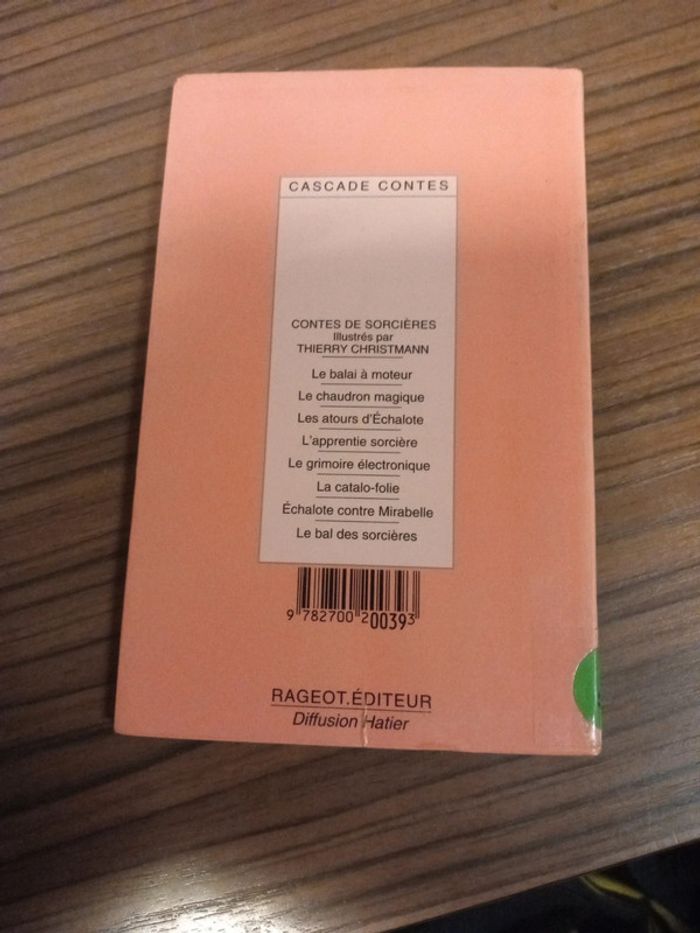 CASCADE CONTES
CONTES DE SORCIÈRES
Illustrés par
THIERRY CHRISTMANN
Le balai à moteur
Le chaudron magique
Les atours d'Échalote
L'apprentie sorcière
Le grimoire électronique
La catalo-folie
Échalote contre Mirabelle
Le bal des sorcières
9 782700 200393
RAGEOT.ÉDITEUR
Diffusion Hatier